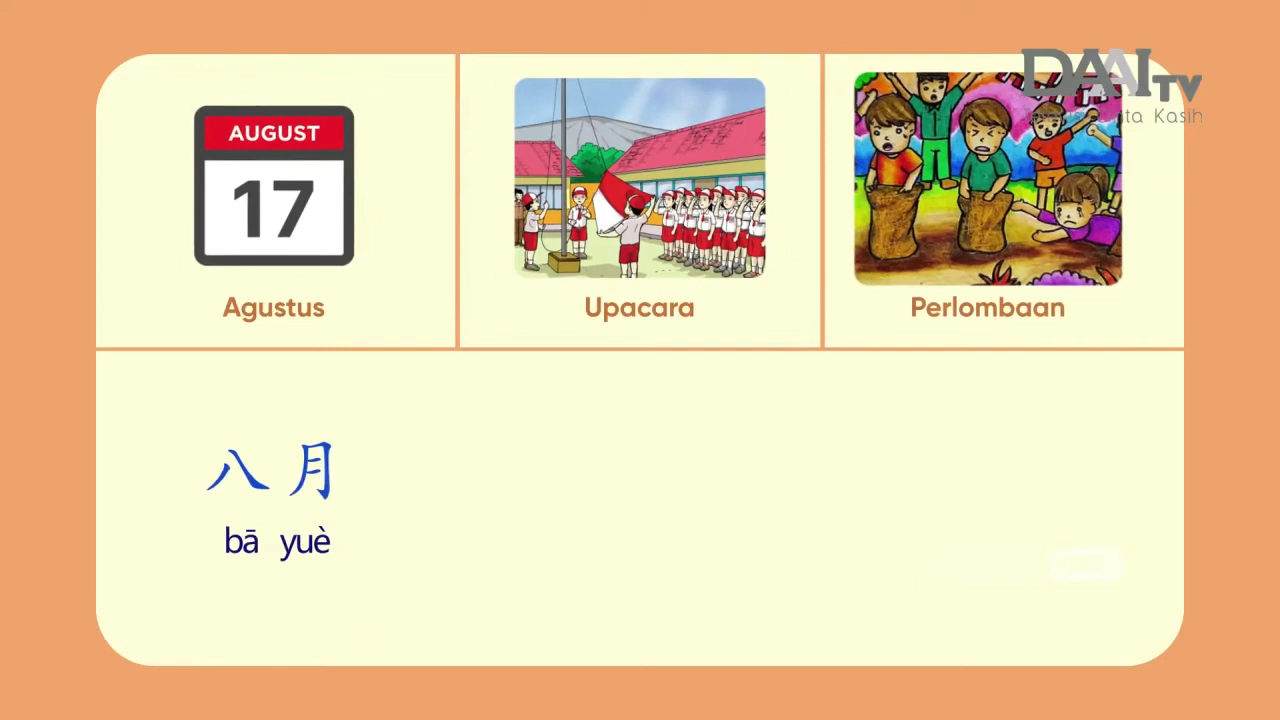 DAAI TV
AUGUST
17
Agustus
Upacara
Perlombaan
八月
bā yuè